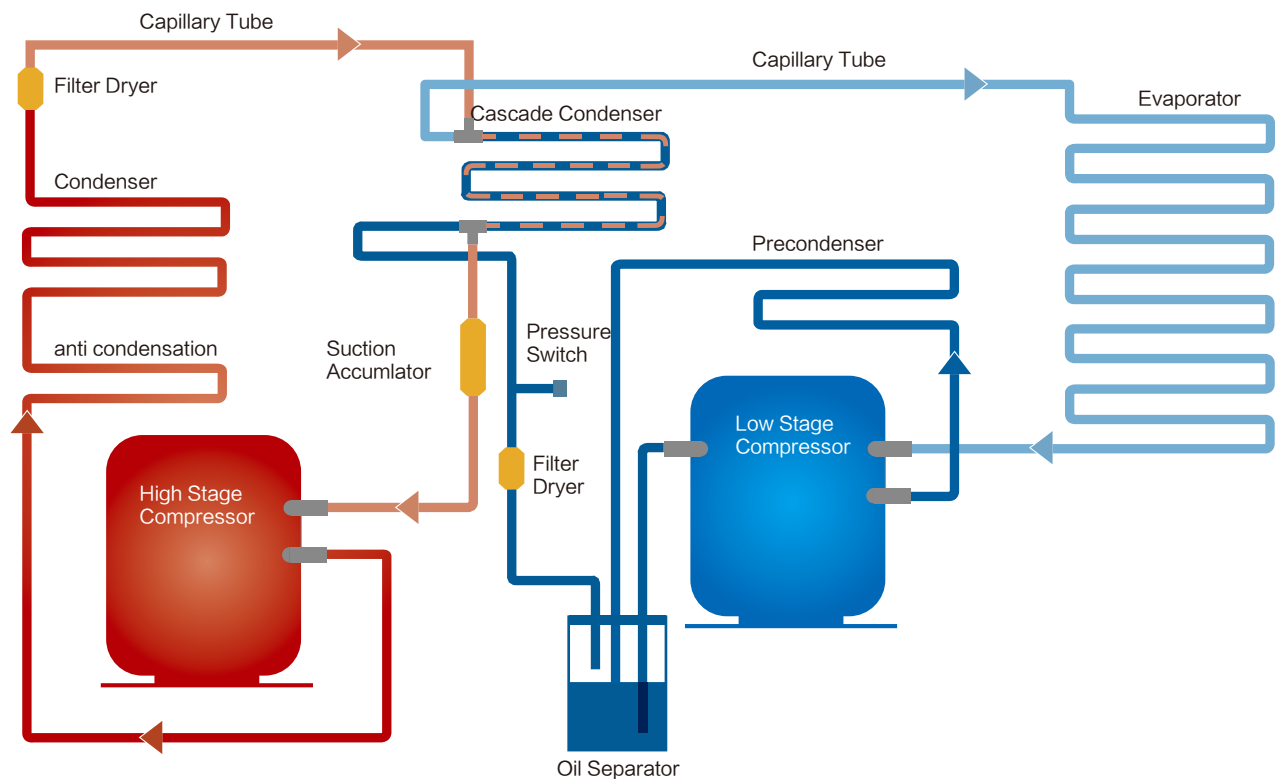 Capillary Tube
Filter Dryer
Capillary Tube
Evaporator
Cascade Condenser
Condenser
Precondenser
anti condensation
Suction
Accumlator
Pressure
Switch
Low Stage
Compressor
Filter
Dryer
High Stage
Compressor
Oil Separator